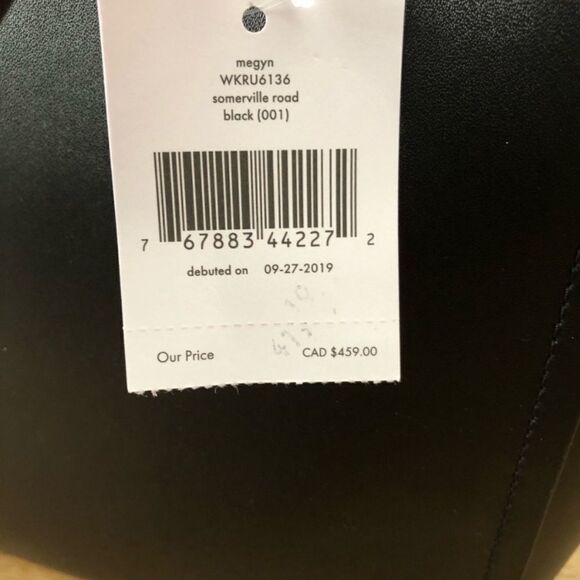 megyn
WKRU6136
somerville road
black (001)
7 67883 44227 2
debuted on 09-27-2019
Our Price CAD $459.00